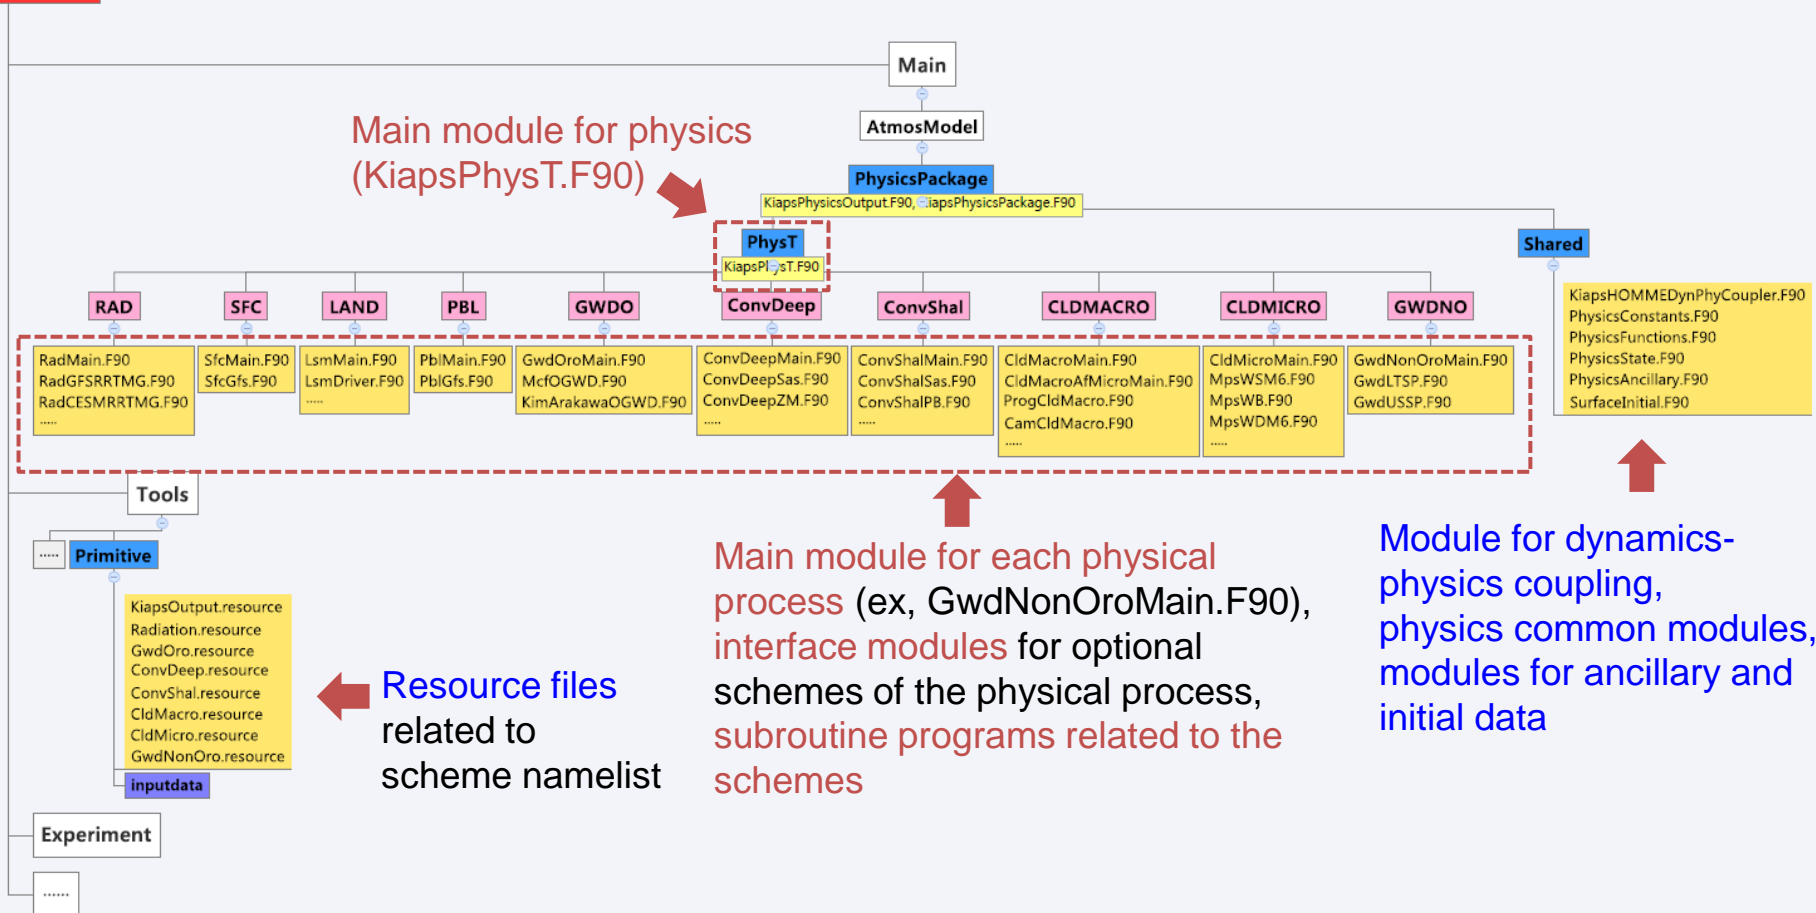 Main
AtmosModel
Main module for physics
(KiapsPhysT.F90)
PhysicsPackage
KiapsPhysicsOutput.F90, KiapsPhysicsPackage.F90
PhysT
KiapsPhysT.F90
Shared
RAD
SFC
LAND
PBL
GWDO
ConvDeep
ConvShal
CLDMACRO
CLDMICRO
GWDNO
RadMain.F90
RadGFSRRTMG.F90
RadCESMRRTMG.F90
.....
SfcMain.F90
SfcGfs.F90
LsmMain.F90
LsmDriver.F90
.....
PblMain.F90
PblGfs.F90
GwdOroMain.F90
McfOGWD.F90
KimArakawaOGWD.F90
ConvDeepMain.F90
ConvDeepSas.F90
ConvDeepZM.F90
.....
ConvShalMain.F90
ConvShalSas.F90
ConvShalPB.F90
.....
CldMacroMain.F90
CldMacroAfMicroMain.F90
ProgCldMacro.F90
CamCldMacro.F90
.....
CldMicroMain.F90
MpsWSM6.F90
MpsWB.F90
MpsWDM6.F90
.....
GwdNonOroMain.F90
GwdLTSP.F90
GwdUSSP.F90
KiapsHOMMEDynPhyCoupler.F90
PhysicsConstants.F90
PhysicsFunctions.F90
PhysicsState.F90
PhysicsAncillary.F90
SurfaceInitial.F90
Tools
.....
Primitive
KiapsOutput.resource
Radiation.resource
GwdOro.resource
ConvDeep.resource
ConvShal.resource
CldMacro.resource
CldMicro.resource
GwdNonOro.resource
inputdata
Resource files
related to
scheme namelist
Main module for each physical
process (ex, GwdNonOroMain.F90),
interface modules for optional
schemes of the physical process,
subroutine programs related to the
schemes
Module for dynamics-
physics coupling,
physics common modules,
modules for ancillary and
initial data
Experiment
......